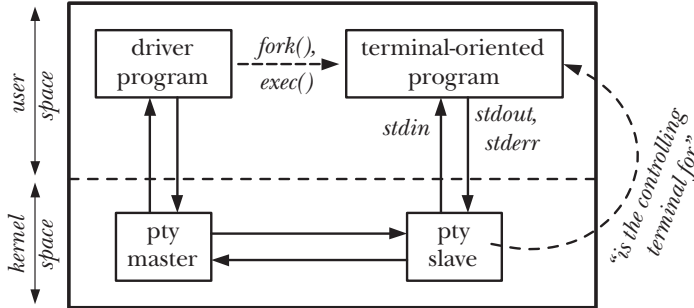 user
space
driver
program
fork(),
exec()
terminal-oriented
program
stdin
stdout,
stderr
“is the controlling
terminal for”
kernel
space
pty
master
pty
slave